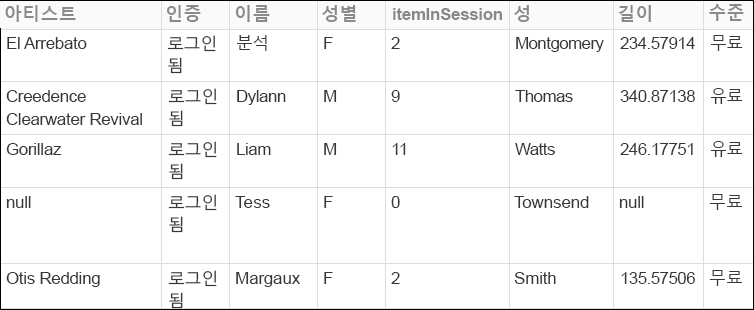 아티스트 인증 이름 성별 itemInSession 성 길이 수준
El Arrebato 로그인 분석 F 2 Montgomery 234.57914 무료
됨
Creedence 로그인 Dylann M 9 Thomas 340.87138 유료
Clearwater Revival 됨
Gorillaz 로그인 Liam M 11 Watts 246.17751 유료
됨
null 로그인 Tess F 0 Townsend null 무료
됨
Otis Redding 로그인 Margaux F 2 Smith 135.57506 무료
됨